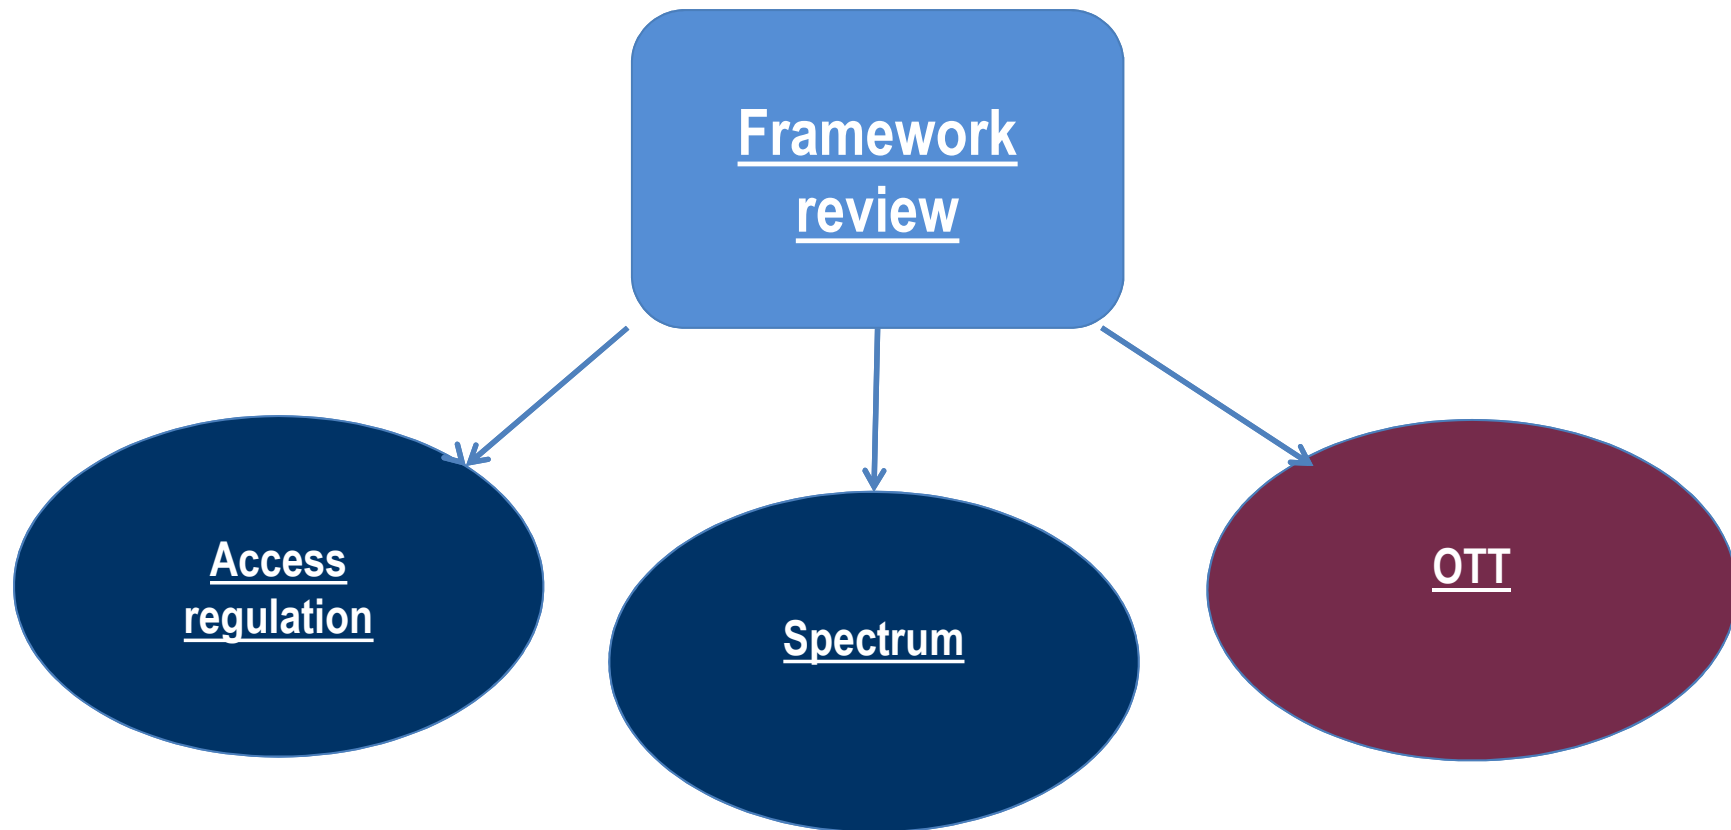 Framework
review
Access
regulation
Spectrum
OTT